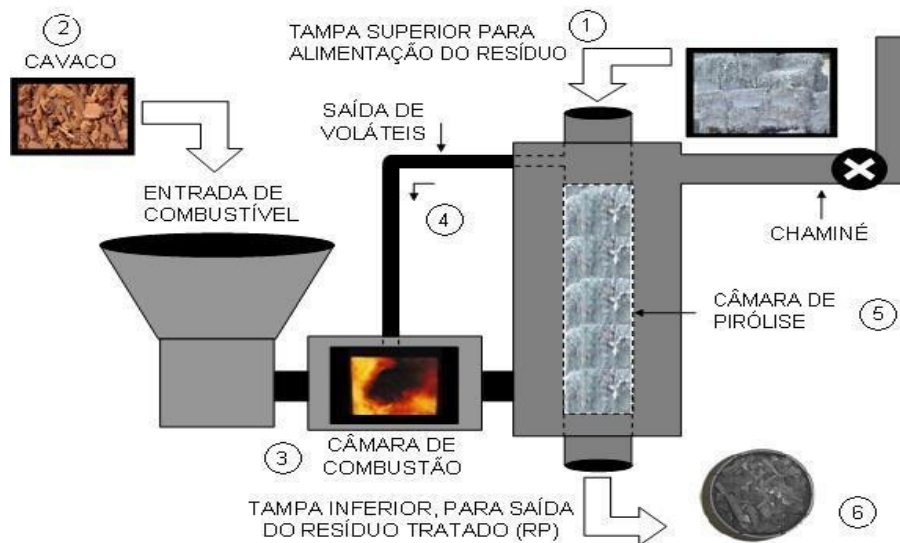 2
CAVACO
1
TAMPA SUPERIOR PARA
ALIMENTAÇÃO DO RESÍDUO
SAÍDA DE
VOLÁTEIS
ENTRADA DE
COMBUSTÍVEL
4
CHAMINÉ
CÂMARA DE
PIRÓLISE
5
3
CÂMARA DE
COMBUSTÃO
TAMPA INFERIOR, PARA SAÍDA
DO RESÍDUO TRATADO (RP)
6